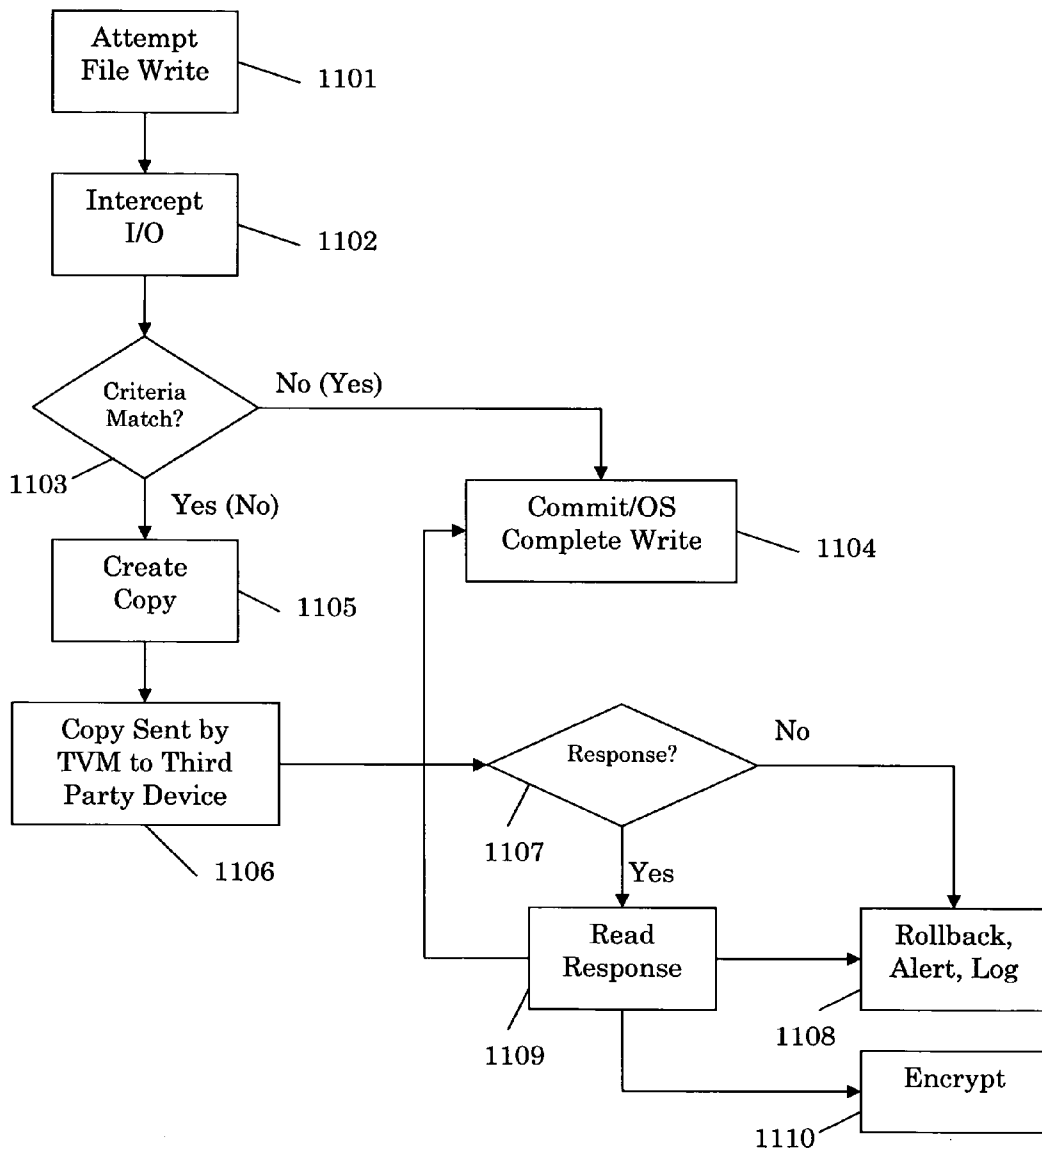 Attempt
File Write
1101
Intercept
I/O
1102
Criteria
Match?
1103
No (Yes)
Yes (No)
Commit/OS
Complete Write
1104
Create
Copy
1105
Copy Sent by
TVM to Third
Party Device
1106
Response?
1107
No
Yes
Read
Response
1109
Rollback,
Alert, Log
1108
Encrypt
1110